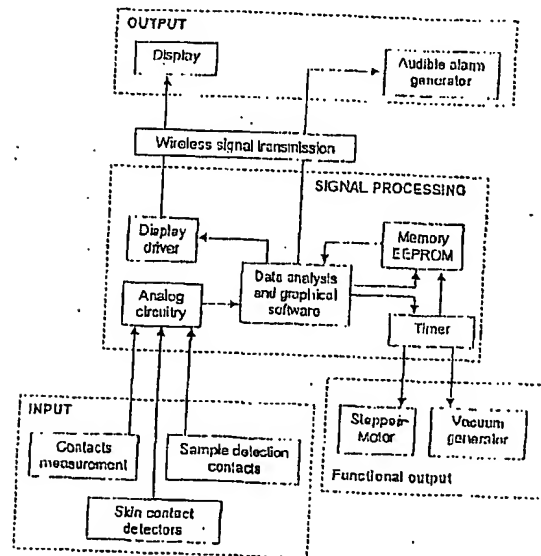 OUTPUT
Display
Audible alarm
generator
Wireless signal transmission
SIGNAL PROCESSING
Display
driver
Memory
EEPROM
Data analysis
and graphical
software
Analog
circuitry
Timer
INPUT
Contacts
measurement
Sample detection
contacts
Skin contact
detectors
Stepper
Motor
Vacuum
generator
Functional output